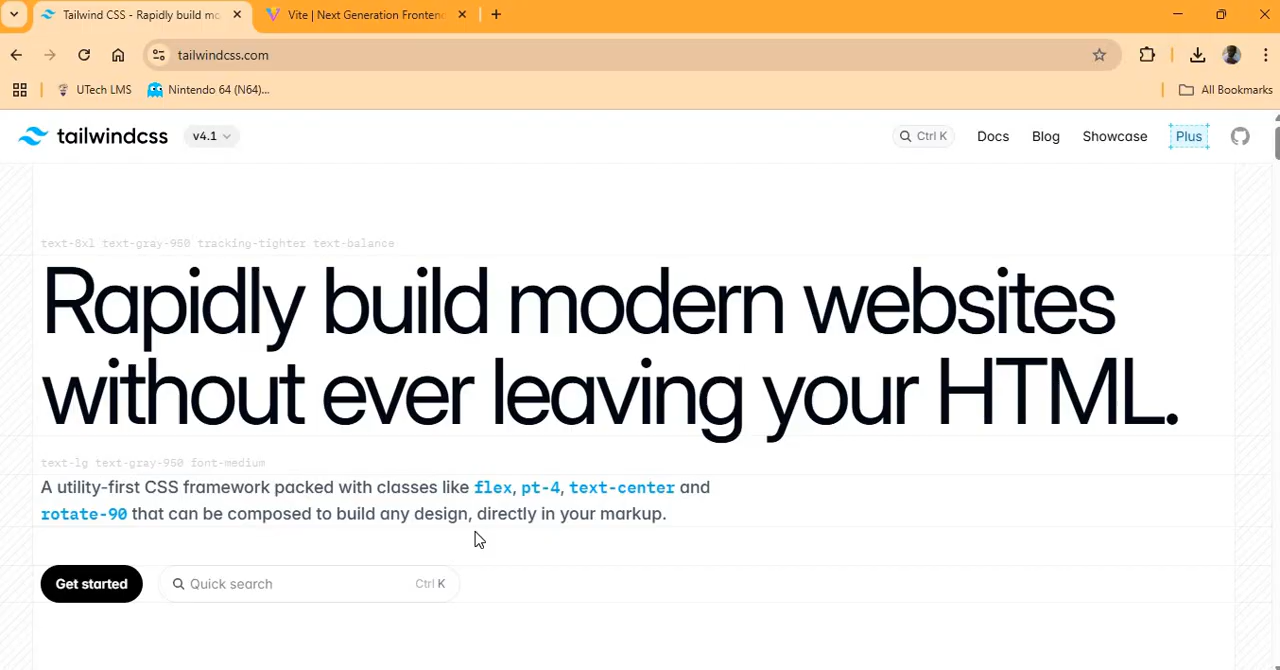 Tailwind CSS - Rapidly build mo
Vite | Next Generation Frontend
tailwindcss.com
UTech LMS
Nintendo 64 (N64)...
All Bookmarks
tailwindcss
v4.1
Ctrl K
Docs
Blog
Showcase
Plus
text-8xl text-gray-950 tracking-tighter text-balance
Rapidly build modern websites
without ever leaving your HTML.
text-lg text-gray-950 font-medium
A utility-first CSS framework packed with classes like flex, pt-4, text-center and
rotate-90 that can be composed to build any design, directly in your markup.
Get started
Quick search
Ctrl K